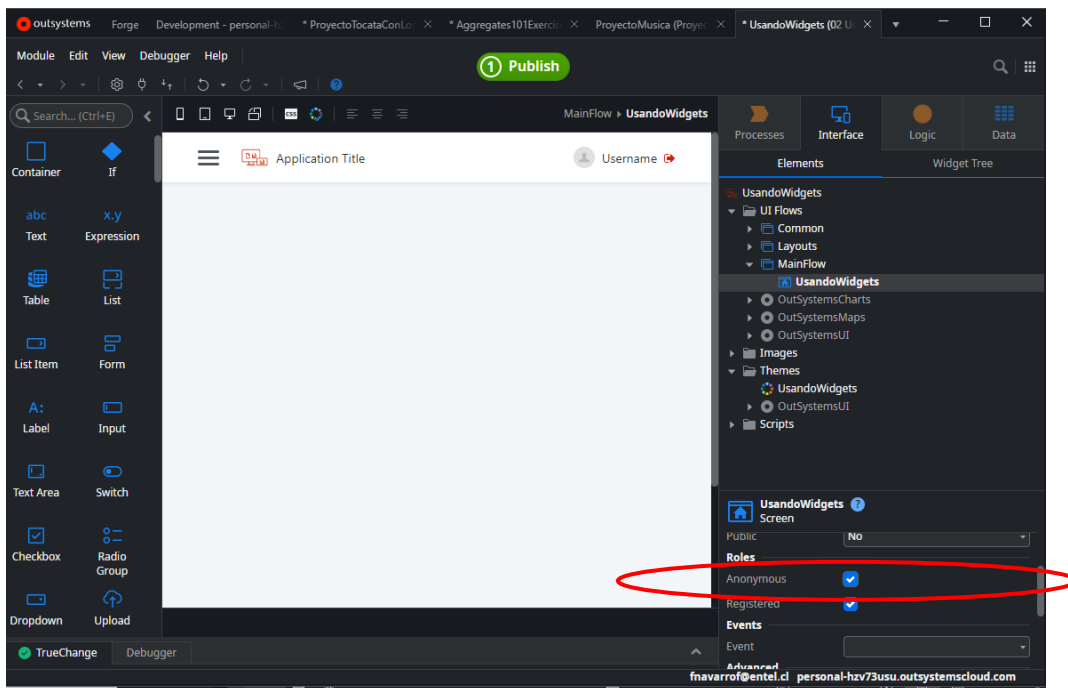 outsystems Forge Development - personal-h * ProyectoTocataConLo * Aggregates101Exercis ProyectoMusica (Proyec * UsandoWidgets (02 U
Module Edit View Debugger Help
1 Publish
Search... (Ctrl+E)
css
MainFlow UsandoWidgets
Processes Interface Logic Data
Elements Widget Tree
Application Title Username
Container If
abc x.y
Text Expression
Table List
List Item Form
A:
Label Input
Text Area Switch
Checkbox Radio Group
Dropdown Upload
UsandoWidgets
UI Flows
Common
Layouts
MainFlow
UsandoWidgets
OutSystemsCharts
OutSystemsMaps
OutSystemsUI
Images
Themes
UsandoWidgets
OutSystemsUI
Scripts
UsandoWidgets ?
Screen
Public No
Roles
Anonymous
Registered
Events
Event
Advanced
TrueChange Debugger
fnavarrof@entel.cl personal-hzv73usu.outsystemscloud.com